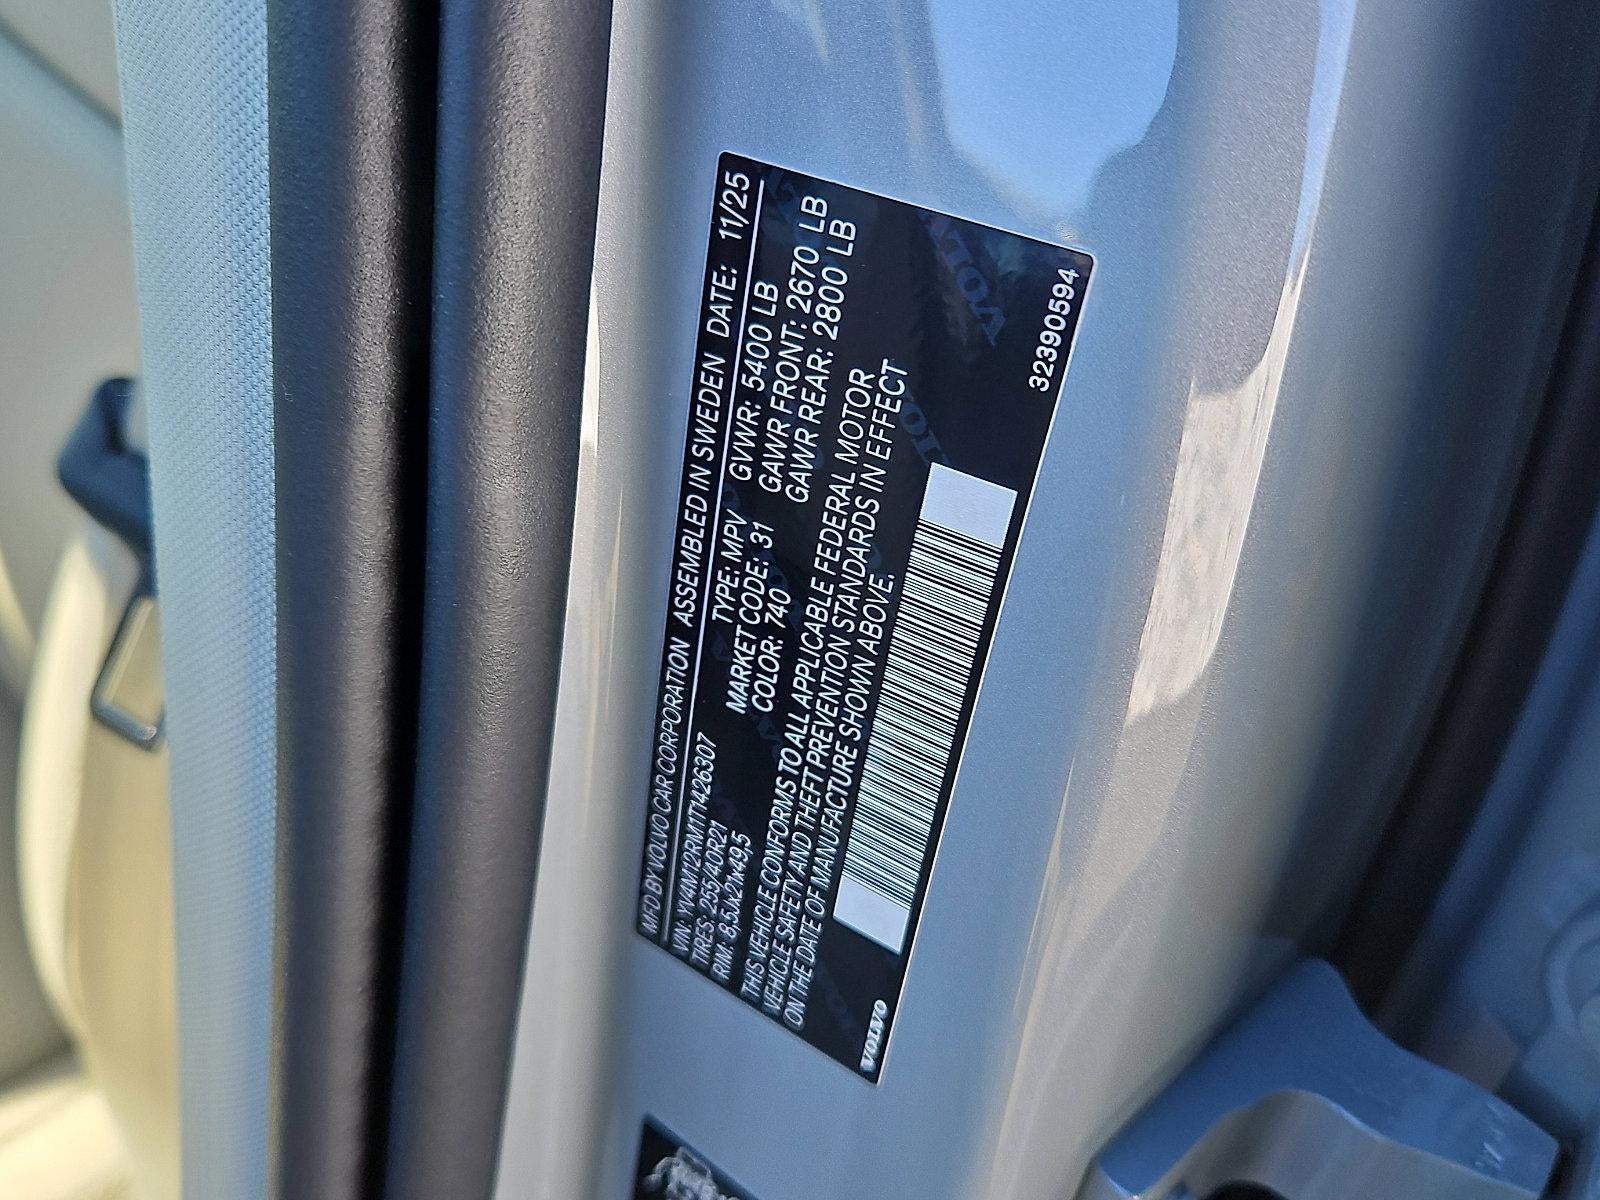 MFD BY VOLVO CAR CORPORATION ASSEMBLED IN SWEDEN DATE: 11/25
VIN: YV4M12RM1T1426307 TYPE: MPV GVWR: 5400 LB
TIRES: 255/40R21 MARKET CODE: 31 GAWR FRONT: 2670 LB
RIM: 8,5Jx21x49,5 COLOR: 740 GAWR REAR: 2800 LB
THIS VEHICLE CONFORMS TO ALL APPLICABLE FEDERAL MOTOR
VEHICLE SAFETY AND THEFT PREVENTION STANDARDS IN EFFECT
ON THE DATE OF MANUFACTURE SHOWN ABOVE.
VOLVO 32390594